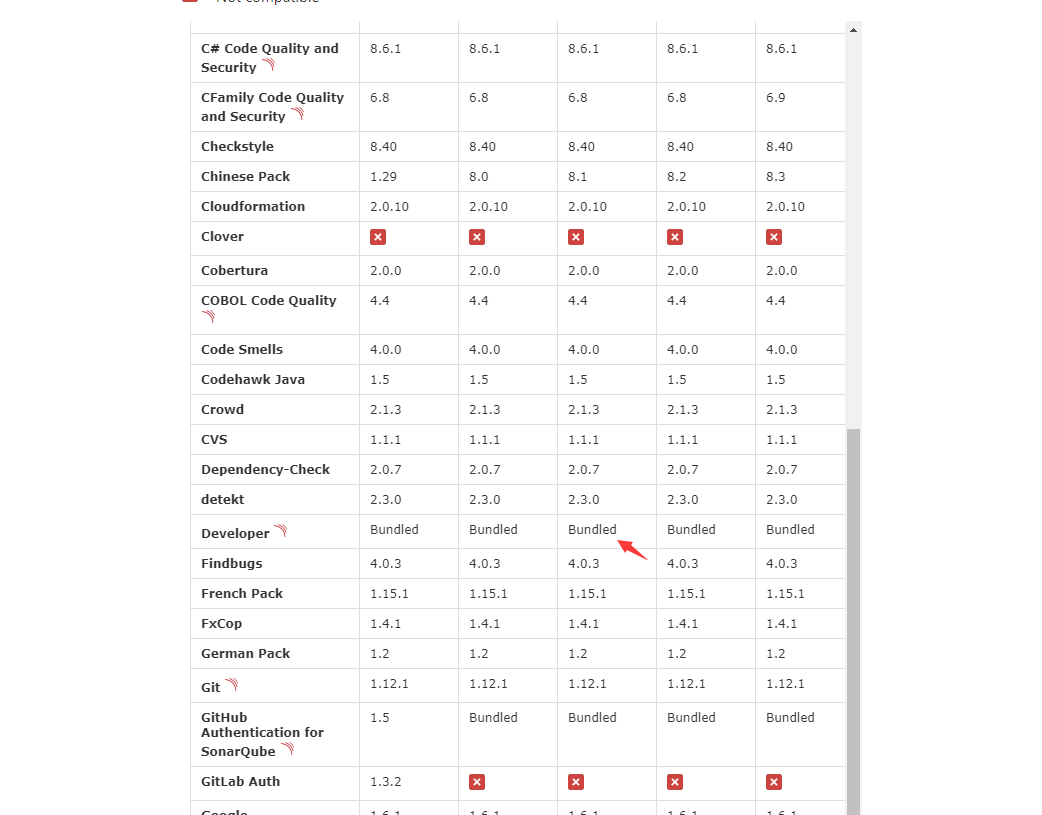 Not compatible
C# Code Quality and
Security
8.6.1 8.6.1 8.6.1 8.6.1 8.6.1
CFamily Code Quality
and Security
6.8 6.8 6.8 6.8 6.9
Checkstyle 8.40 8.40 8.40 8.40 8.40
Chinese Pack 1.29 8.0 8.1 8.2 8.3
Cloudformation 2.0.10 2.0.10 2.0.10 2.0.10 2.0.10
Clover
Cobertura 2.0.0 2.0.0 2.0.0 2.0.0 2.0.0
COBOL Code Quality 4.4 4.4 4.4 4.4 4.4
Code Smells 4.0.0 4.0.0 4.0.0 4.0.0 4.0.0
Codehawk Java 1.5 1.5 1.5 1.5 1.5
Crowd 2.1.3 2.1.3 2.1.3 2.1.3 2.1.3
CVS 1.1.1 1.1.1 1.1.1 1.1.1 1.1.1
Dependency-Check 2.0.7 2.0.7 2.0.7 2.0.7 2.0.7
detekt 2.3.0 2.3.0 2.3.0 2.3.0 2.3.0
Developer Bundled Bundled Bundled Bundled Bundled
Findbugs 4.0.3 4.0.3 4.0.3 4.0.3 4.0.3
French Pack 1.15.1 1.15.1 1.15.1 1.15.1 1.15.1
FxCop 1.4.1 1.4.1 1.4.1 1.4.1 1.4.1
German Pack 1.2 1.2 1.2 1.2 1.2
Git 1.12.1 1.12.1 1.12.1 1.12.1 1.12.1
GitHub
Authentication for
SonarQube
1.5 Bundled Bundled Bundled Bundled
GitLab Auth 1.3.2
Google 1.6.1 1.6.1 1.6.1 1.6.1 1.6.1